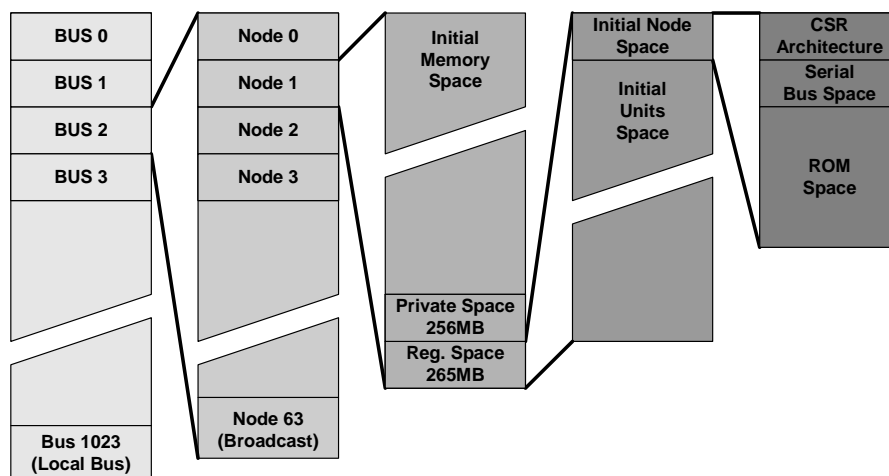 BUS 0
BUS 1
BUS 2
BUS 3
Bus 1023
(Local Bus)
Node 0
Node 1
Node 2
Node 3
Node 63
(Broadcast)
Initial
Memory
Space
Private Space
256MB
Reg. Space
265MB
Initial Node
Space
Initial
Units
Space
CSR
Architecture
Serial
Bus Space
ROM
Space